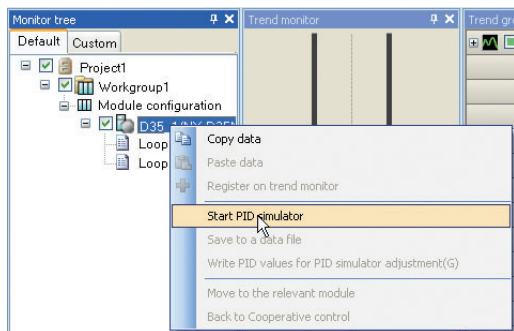 Monitor tree
Trend monitor
Trend gr
Default
Custom
Project1
Workgroup1
Module configuration
Loop
Loop
Copy data
Paste data
Register on trend monitor
Start PID simulator
Save to a data file
Write PID values for PID simulator adjustment(G)
Move to the relevant module
Back to Cooperative control